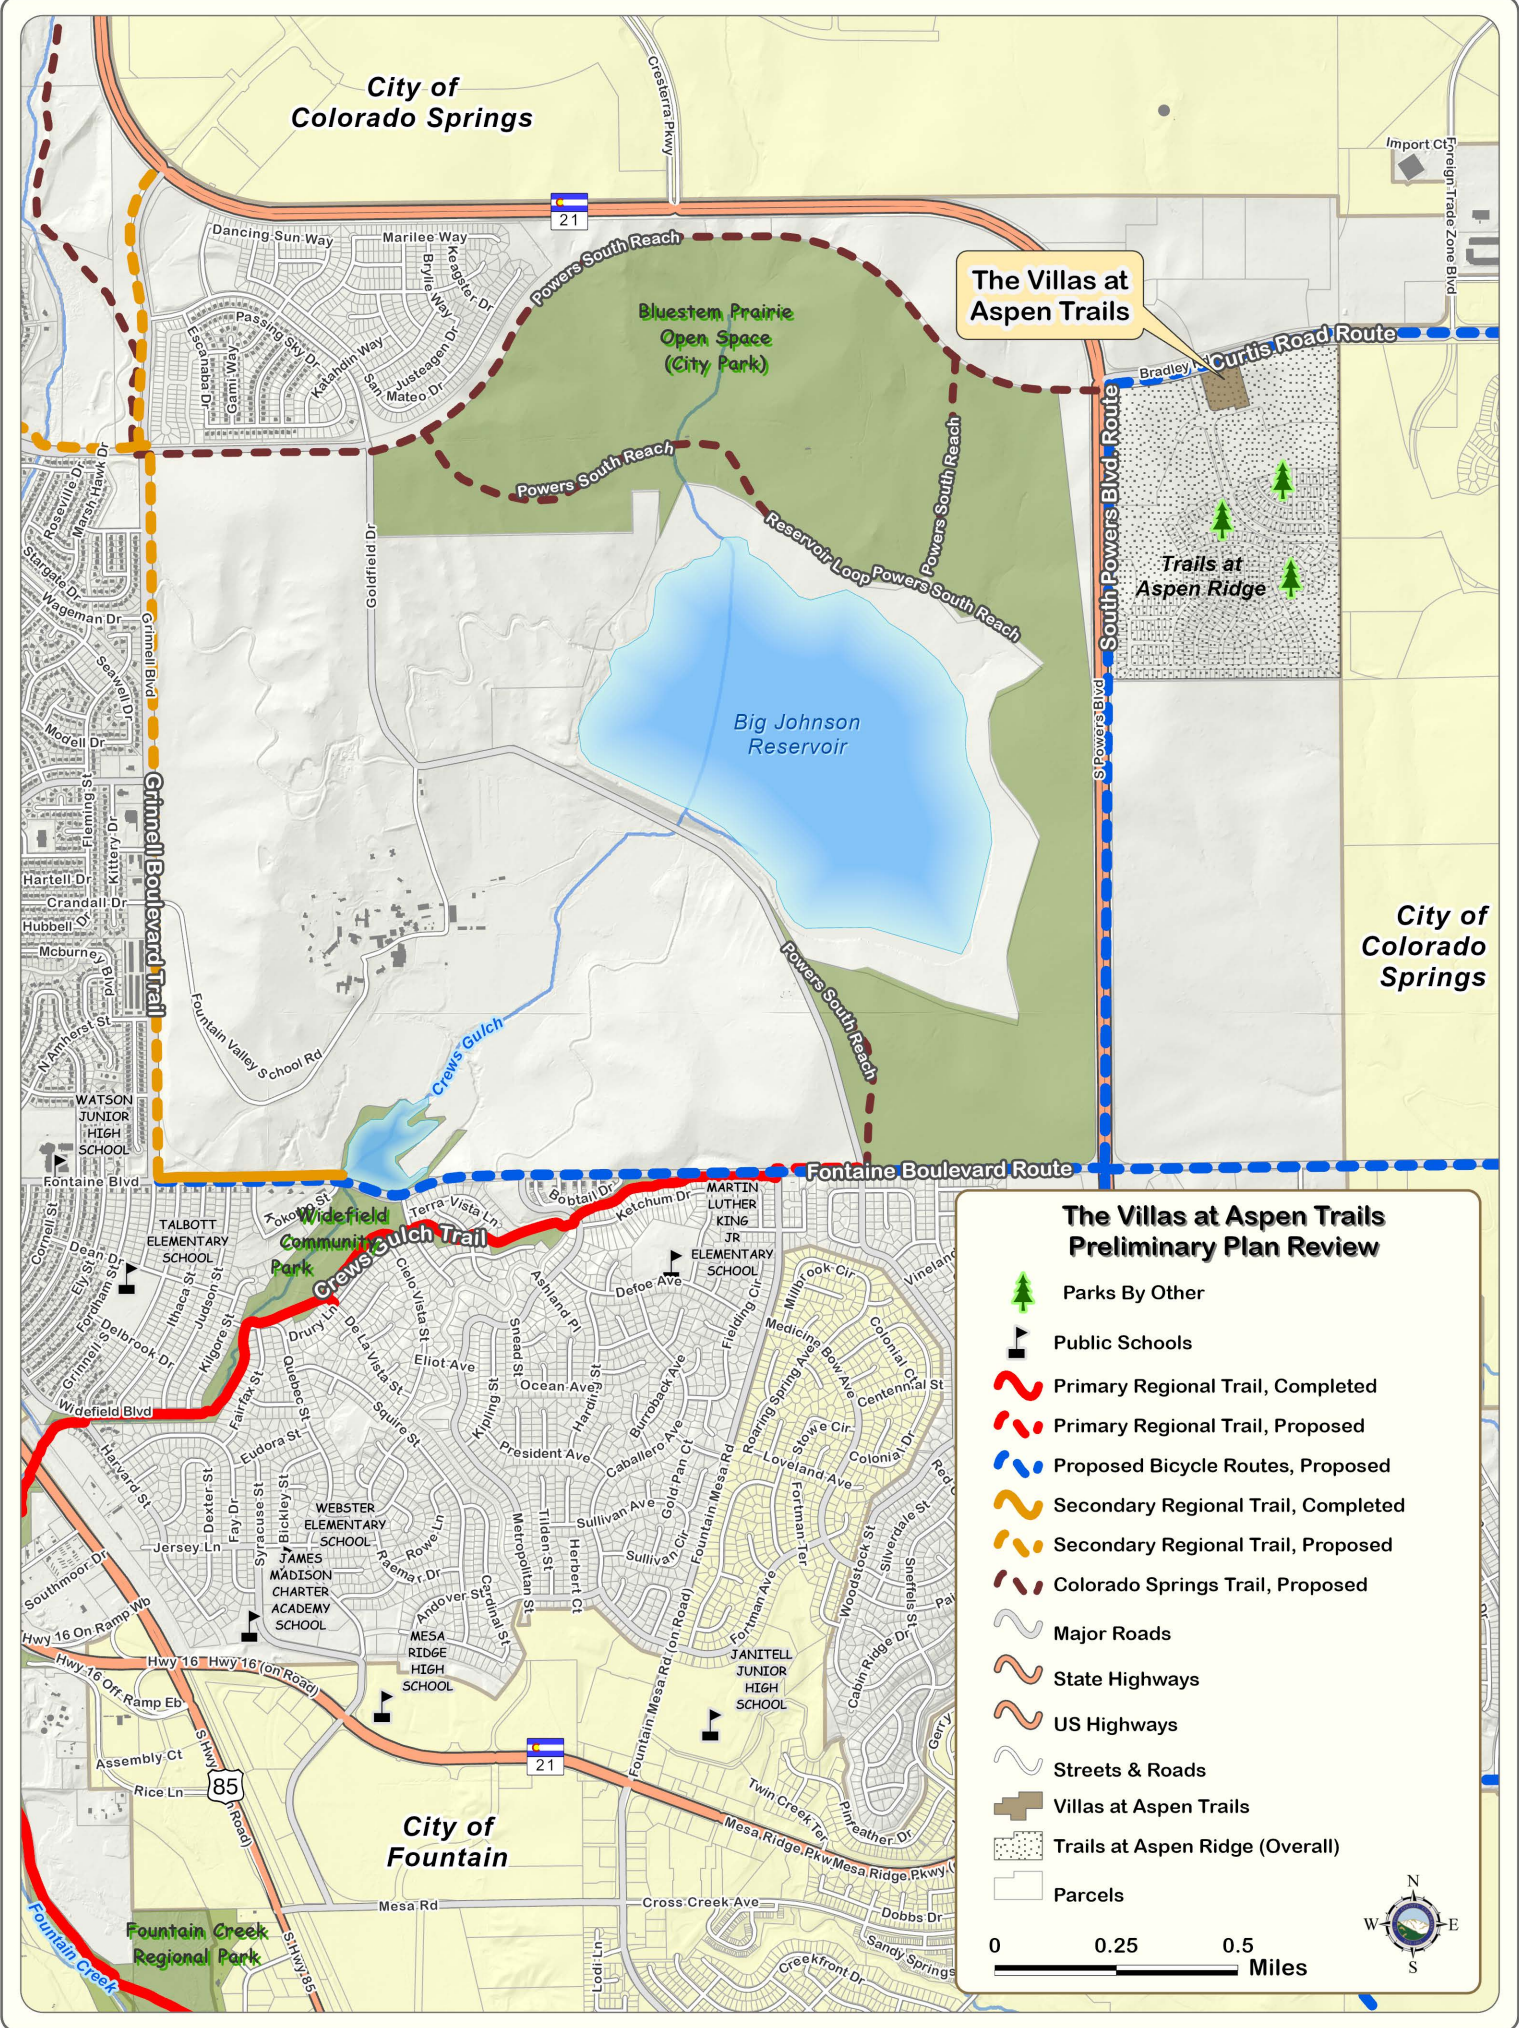 City of
Colorado Springs
Cresterra Pkwy
Import Ct
Foreign Trade Zone Blvd
21
Dancing Sun Way
Marilee Way
Keagster Dr
Brylie Way
Powers South Reach
Bluestem Prairie
Open Space
(City Park)
The Villas at
Aspen Trails
Curtis Road Route
Bradley
Passing Sky Dr
Escanaba Dr
Gami Way
Katahdin Way
Justeagen Dr
San Mateo Dr
South Powers Blvd. Route
Powers South Reach
Powers South Reach
Roseville Dr
Marsh Hawk Dr
Goldfield Dr
Reservoir Loop
Powers South Reach
Trails at
Aspen Ridge
Stargate Dr
Wageman Dr
Grinnell Blvd
Seawell Dr
Modell Dr
S Powers Blvd
Big Johnson
Reservoir
Fleming St
Kittery Dr
Grinnell Boulevard Trail
Hartell Dr
Crandall Dr
Hubbell Dr
Mcburney Blvd
City of
Colorado
Springs
Powers South Reach
N Amherst St
Fountain Valley School Rd
Crews Gulch
WATSON
JUNIOR
HIGH
SCHOOL
Fontaine Blvd
Fontaine Boulevard Route
Cornell St
TALBOTT
ELEMENTARY
SCHOOL
Kokomo St
Widefield
Community
Park
Terra Vista Ln
Bobtail Dr
Ketchum Dr
MARTIN
LUTHER
KING
JR
ELEMENTARY
SCHOOL
Crews Gulch Trail
Dean Dr
Ely St
Fordham St
Ithaca St
Judson St
Kilgore St
Delbrook Dr
Grinnell St
Drury Ln
Clelo Vista St
De La Vista St
Ashland Pl
Defoe Ave
Fielding Cir
Millbrook Cir
Vineland
Medicine Bow Ave
Colonial Ct
Centennial St
Snead St
Eliot Ave
Ocean Ave
Harding St
Burroback Ave
Roaring Spring Ave
Widefield Blvd
Fairfax St
Quebec St
Squire St
Kipling St
President Ave
Caballero Ave
Stowe Cir
Colonial Dr
Loveland Ave
Harvard St
Eudora St
Dexter St
Fay Dr
Syracuse St
Bickley St
WEBSTER
ELEMENTARY
SCHOOL
Jersey Ln
JAMES
MADISON
CHARTER
ACADEMY
SCHOOL
Raemar Dr
Rowe Ln
Andover St
Cardinal St
Metropolitan St
Tilden St
Herbert Ct
Sullivan Ave
Sullivan Cir
Gold Pan Ct
Fountain Mesa Rd
Fortman Ter
Fortman Ave
Woodstock St
Silverdale St
Sneffels St
Cabin Ridge Dr
Southmoor Dr
Hwy 16 On Ramp Wb
Hwy 16
Hwy 16 (on Road)
Hwy 16 Off-Ramp Eb
MESA
RIDGE
HIGH
SCHOOL
JANITELL
JUNIOR
HIGH
SCHOOL
Fountain Mesa Rd (on Road)
Gerry
Assembly Ct
Rice Ln
85
21
City of
Fountain
Twin Creek Ter
Pinfeather Dr
Mesa Ridge Pkwy
Mesa Ridge Pkwy
Mesa Rd
Cross Creek Ave
Dobbs Dr
Sandy Springs
Creekfront Dr
Lodi Ln
S Hwy 85
Fountain Creek
Fountain Creek
Regional Park
The Villas at Aspen Trails
Preliminary Plan Review
Parks By Other
Public Schools
Primary Regional Trail, Completed
Primary Regional Trail, Proposed
Proposed Bicycle Routes, Proposed
Secondary Regional Trail, Completed
Secondary Regional Trail, Proposed
Colorado Springs Trail, Proposed
Major Roads
State Highways
US Highways
Streets & Roads
Villas at Aspen Trails
Trails at Aspen Ridge (Overall)
Parcels
N
W
E
S
0
0.25
0.5
Miles